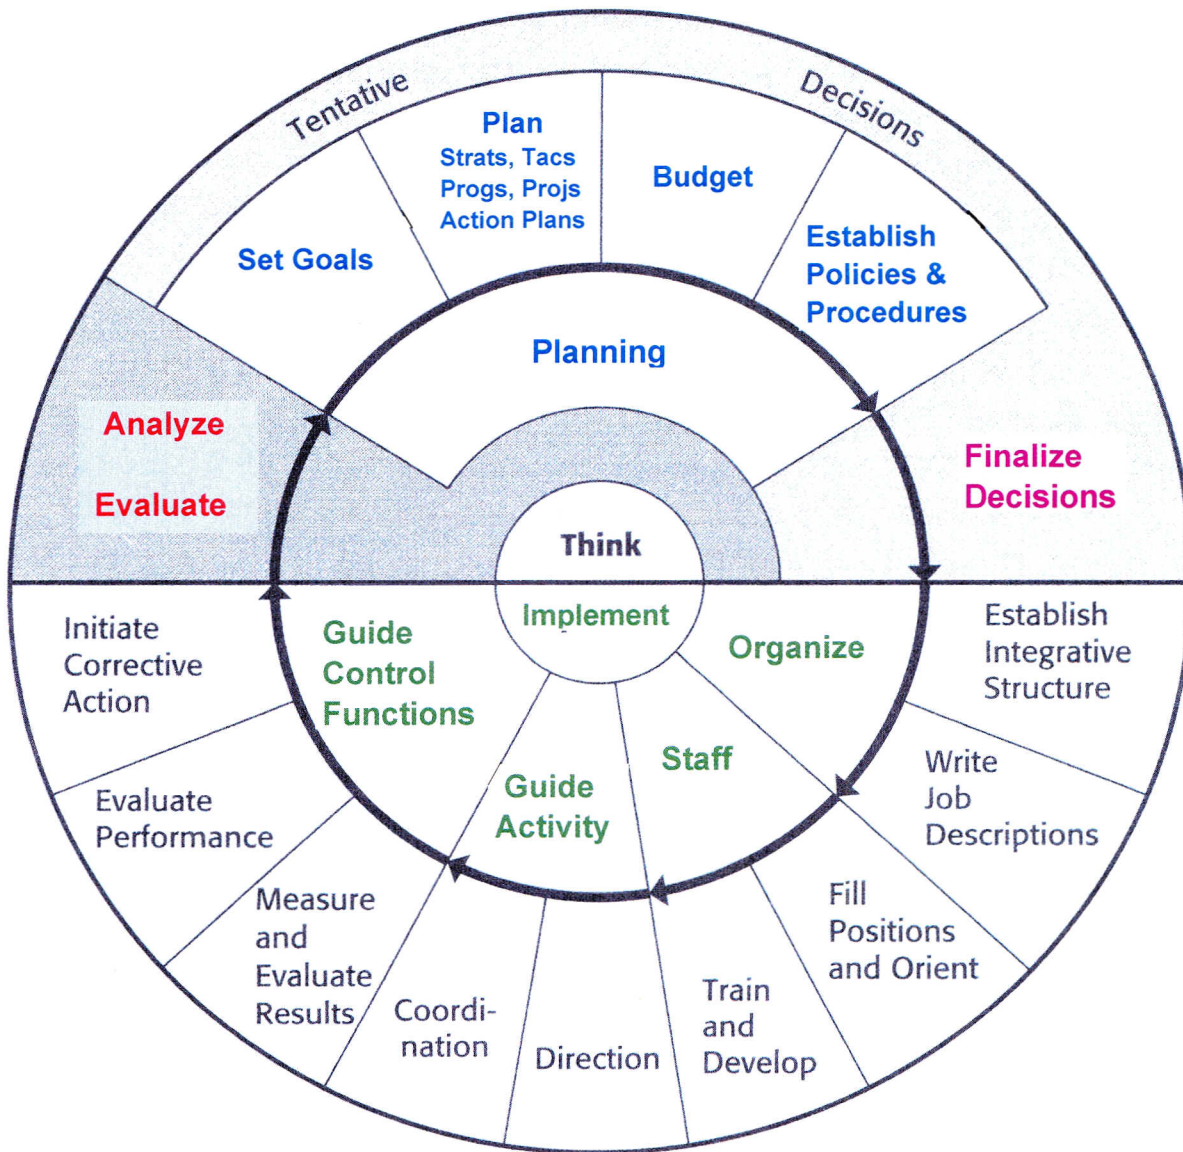 Tentative
Decisions
Plan
Strats, Tacs
Progs, Projs
Action Plans
Budget
Set Goals
Establish
Policies &
Procedures
Planning
Analyze
Evaluate
Finalize
Decisions
Think
Implement
Guide
Control
Functions
Organize
Staff
Guide
Activity
Establish
Integrative
Structure
Write
Job
Descriptions
Fill
Positions
and Orient
Train
and
Develop
Direction
Coordi-
nation
Measure
and
Evaluate
Results
Evaluate
Performance
Initiate
Corrective
Action